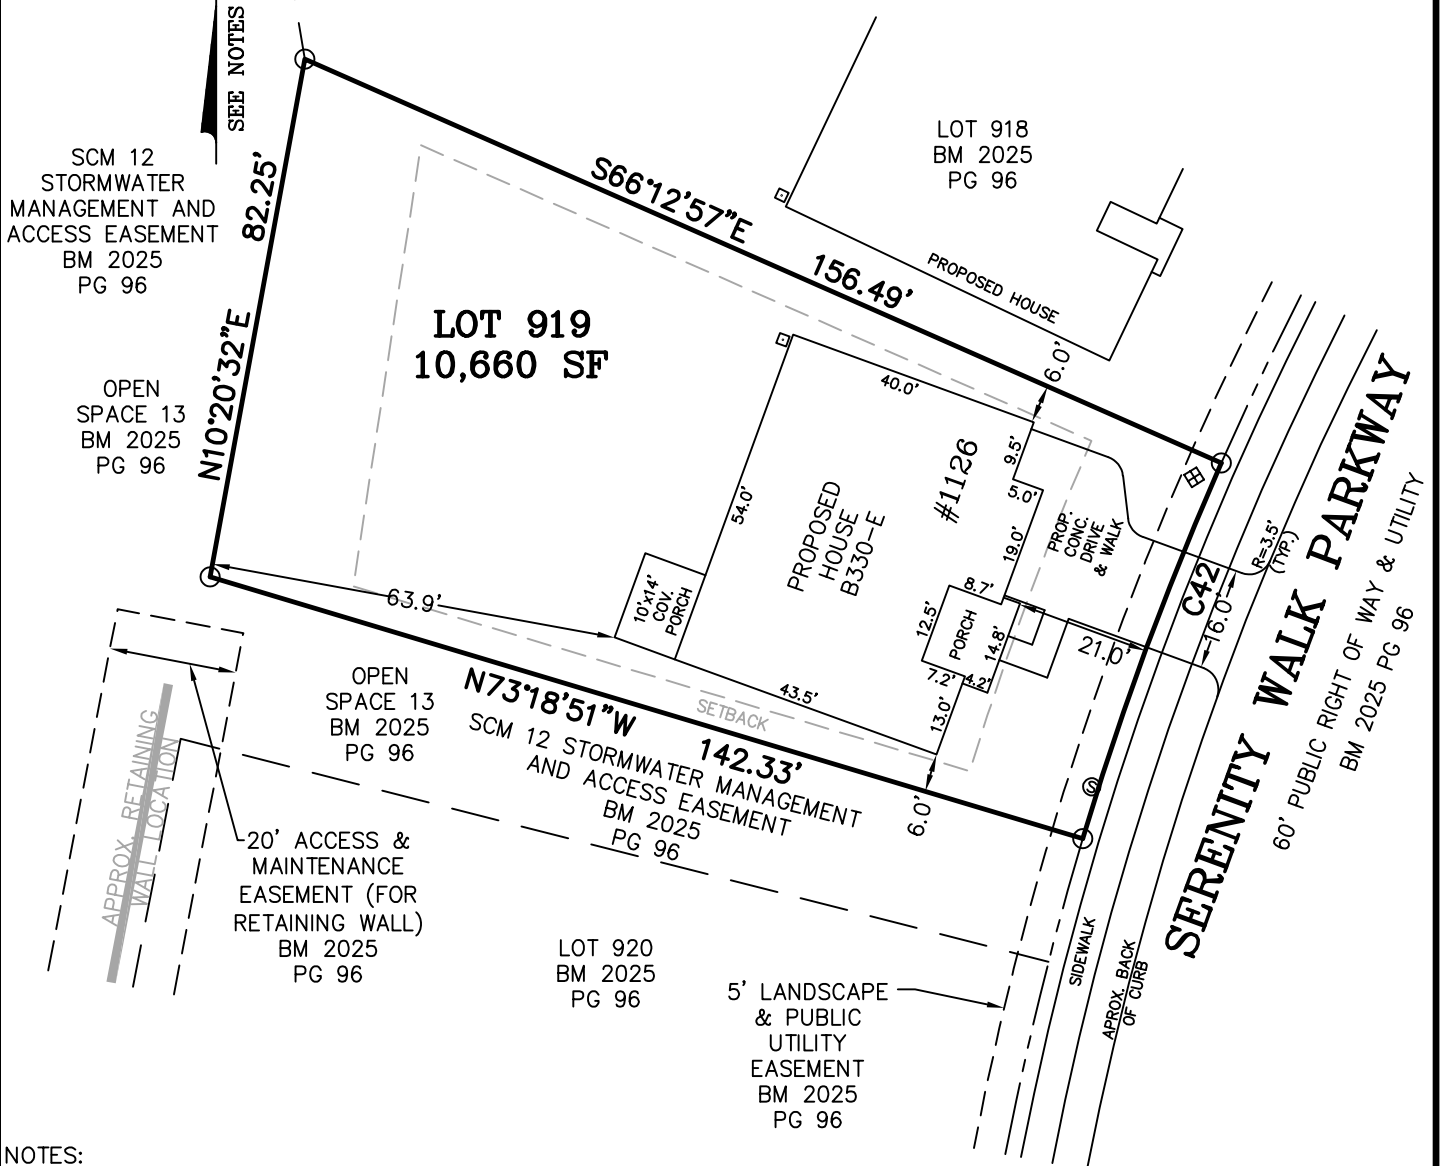 SEE NOTES
SCM 12
STORMWATER
MANAGEMENT AND
ACCESS EASEMENT
BM 2025
PG 96
82.25'
N10°20'32"E
OPEN
SPACE 13
BM 2025
PG 96
S66°12'57"E
156.49'
LOT 918
BM 2025
PG 96
PROPOSED HOUSE
LOT 919
10,660 SF
6.0'
40.0'
9.5'
5.0'
19.0'
#1126
54.0'
PROPOSED
HOUSE
B330-E
PROP.
CONC.
DRIVE
& WALK
R=3.5'
(TYP.)
C42
16.0'
21.0'
8.7'
12.5'
PORCH
14.8'
7.2'
4.2'
13.0'
43.5'
10'x14'
COV.
PORCH
63.9'
SETBACK
6.0'
N73°18'51"W
142.33'
SCM 12 STORMWATER MANAGEMENT
AND ACCESS EASEMENT
BM 2025
PG 96
OPEN
SPACE 13
BM 2025
PG 96
APPROX. RETAINING
WALL LOCATION
20' ACCESS &
MAINTENANCE
EASEMENT (FOR
RETAINING WALL)
BM 2025
PG 96
LOT 920
BM 2025
PG 96
5' LANDSCAPE
& PUBLIC
UTILITY
EASEMENT
BM 2025
PG 96
SIDEWALK
APROX. BACK
OF CURB
S
SERENITY WALK PARKWAY
60' PUBLIC RIGHT OF WAY & UTILITY
BM 2025 PG 96
NOTES: